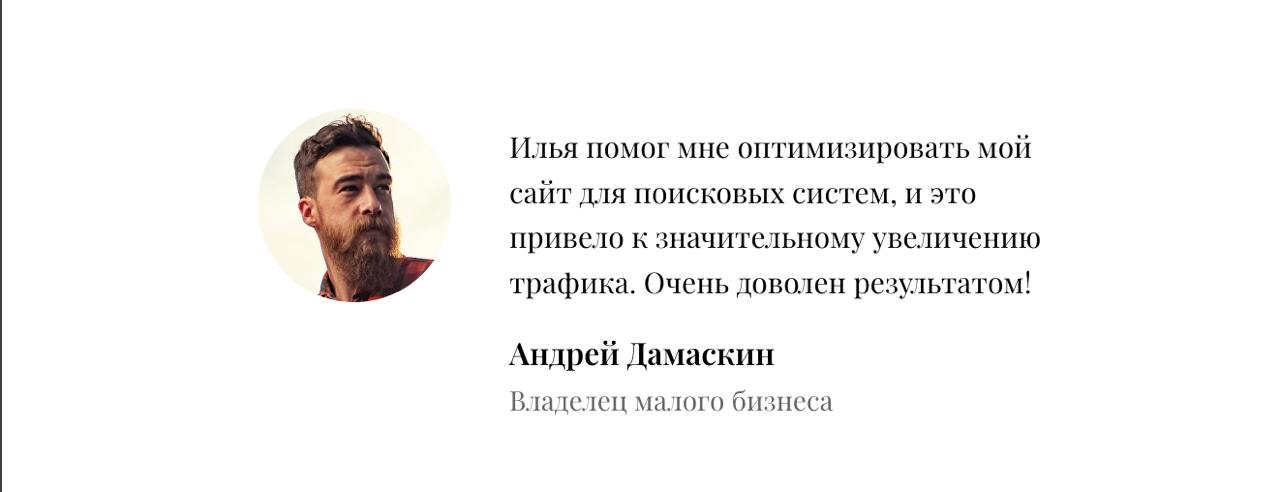 Илья помог мне оптимизировать мой
сайт для поисковых систем, и это
привело к значительному увеличению
трафика. Очень доволен результатом!
Андрей Дамаскин
Владелец малого бизнеса